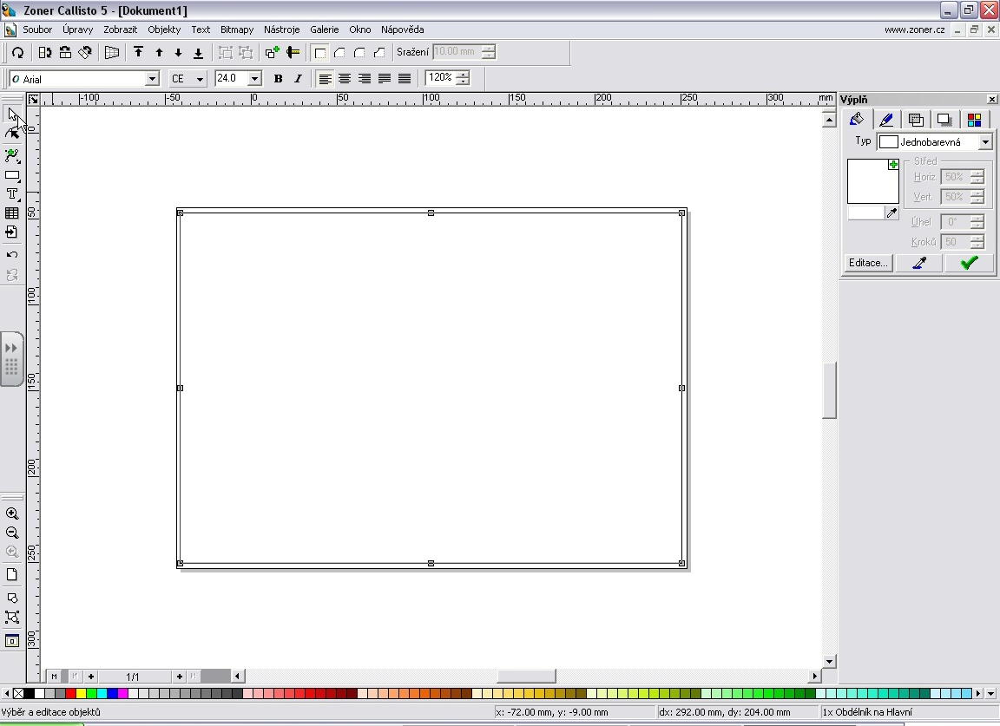 Zoner Callisto 5 - [Dokument1]
Soubor Úpravy Zobrazit Objekty Text Bitmapy Nástroje Galerie Okno Nápověda www.zoner.cz
Sražení 10.00 mm
O Arial CE 24.0 B I 120%
-100 -50 0 50 100 150 200 250 mm
Výplň
Typ Jednobarevná
Střed
Horiz. 50%
Vert. 50%
Úhel 0°
Kroků 50
Editace...
T
0
50
100
150
200
250
300
M 1/1
Výběr a editace objektů x: -72.00 mm, y: -9.00 mm dx: 292.00 mm, dy: 204.00 mm 1x Obdélník na Hlavní